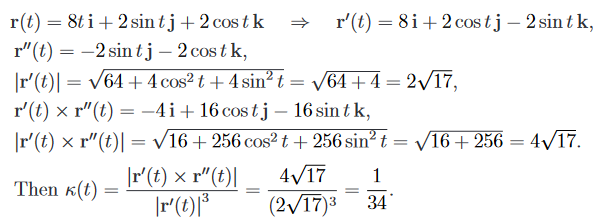 r(t) = 8t i + 2 sin t j + 2 cos t k ⇒ r′(t) = 8 i + 2 cos t j − 2 sin t k,
r″(t) = −2 sin t j − 2 cos t k,
|r′(t)| = √(64 + 4 cos² t + 4 sin² t) = √(64 + 4) = 2√17,
r′(t) × r″(t) = −4 i + 16 cos t j − 16 sin t k,
|r′(t) × r″(t)| = √(16 + 256 cos² t + 256 sin² t) = √(16 + 256) = 4√17.
Then κ(t) = |r′(t) × r″(t)| / |r′(t)|³ = 4√17 / (2√17)³ = 1/34.